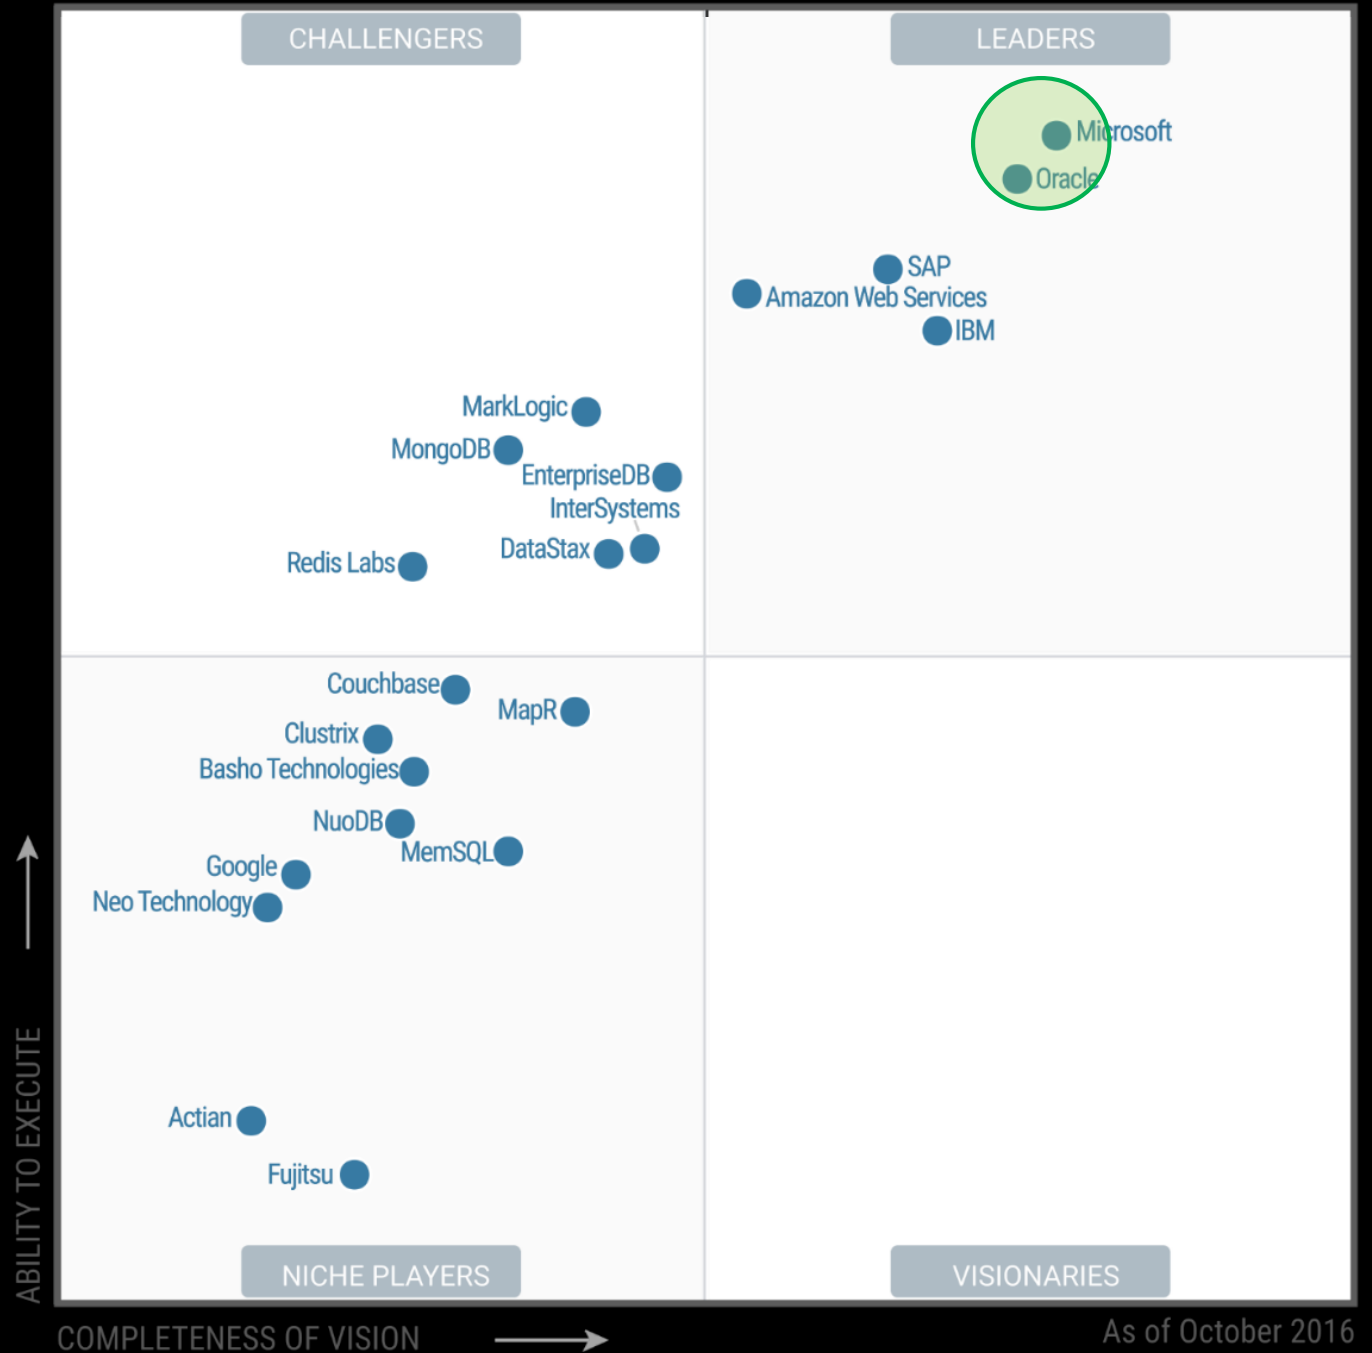 CHALLENGERS
LEADERS
Microsoft
Oracle
SAP
Amazon Web Services
IBM
MarkLogic
MongoDB
EnterpriseDB
InterSystems
DataStax
Redis Labs
Couchbase
MapR
Clustrix
Basho Technologies
NuoDB
MemSQL
Google
Neo Technology
Actian
Fujitsu
NICHE PLAYERS
VISIONARIES
ABILITY TO EXECUTE
COMPLETENESS OF VISION
As of October 2016